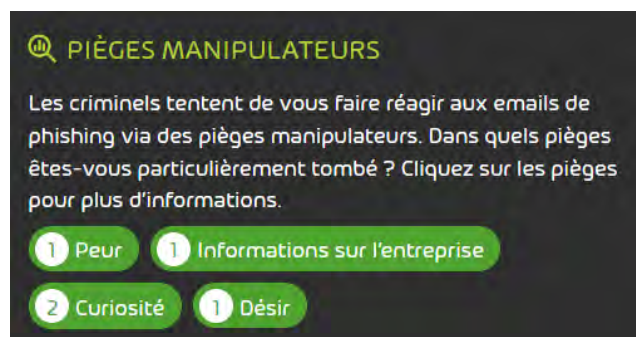 PIÈGES MANIPULATEURS
Les criminels tentent de vous faire réagir aux emails de
phishing via des pièges manipulateurs. Dans quels pièges
êtes-vous particulièrement tombé ? Cliquez sur les pièges
pour plus d'informations.
1 Peur 1 Informations sur l'entreprise
2 Curiosité 1 Désir